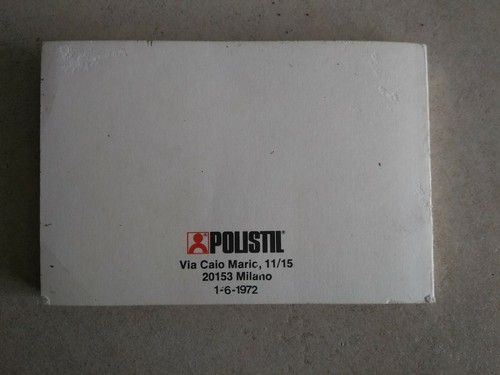 POLISTIL®
Via Caio Mario, 11/15
20153 Milano
1-6-1972